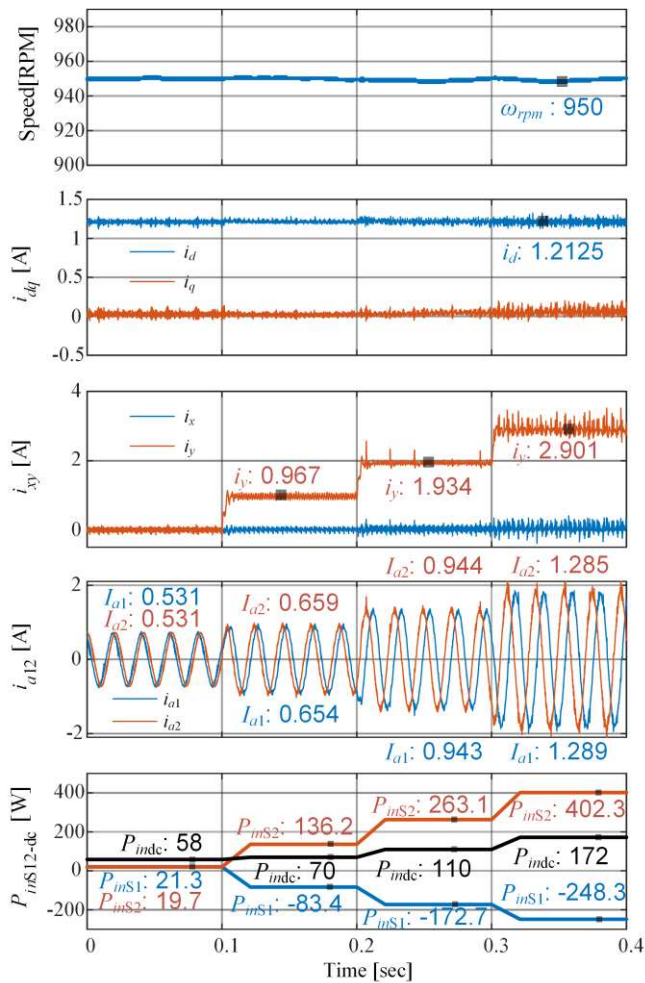 Speed[RPM]
980
960
940
920
900
ω_rpm : 950
i_dq [A]
1.5
1
0.5
0
-0.5
i_d
i_q
i_d: 1.2125
i_xy [A]
4
2
0
i_x
i_y
i_y: 0.967
i_y: 1.934
i_y: 2.901
I_a2: 0.944
I_a2: 1.285
i_a12 [A]
2
0
-2
I_a1: 0.531
I_a2: 0.531
I_a2: 0.659
i_a1
i_a2
I_a1: 0.654
I_a1: 0.943
I_a1: 1.289
P_inS12-dc [W]
400
200
0
-200
P_indc: 58
P_inS2: 136.2
P_inS2: 263.1
P_inS2: 402.3
P_inS1: 21.3
P_inS2: 19.7
P_indc: 70
P_indc: 110
P_indc: 172
P_inS1: -83.4
P_inS1: -172.7
-248.3
0
0.1
0.2
0.3
0.4
Time [sec]